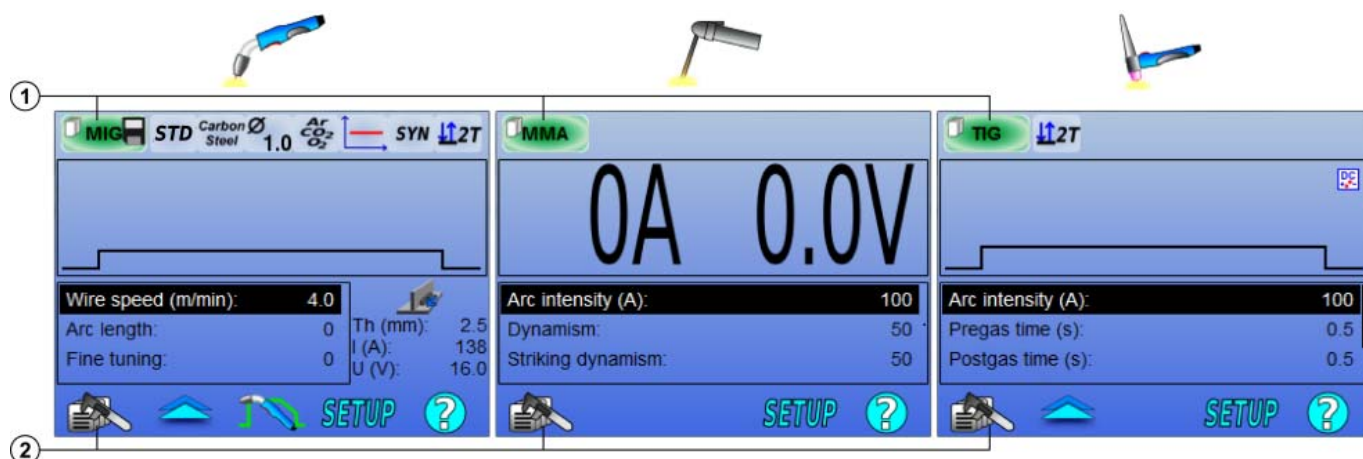 1
MIG STD Carbon Steel Ø 1.0 Ar CO2 O2 SYN 2T
Wire speed (m/min): 4.0
Arc length: 0
Fine tuning: 0
Th (mm): 2.5
I (A): 138
U (V): 16.0
SETUP ?
MMA
0A 0.0V
Arc intensity (A): 100
Dynamism: 50
Striking dynamism: 50
SETUP ?
TIG 2T
DC
Arc intensity (A): 100
Pregas time (s): 0.5
Postgas time (s): 0.5
SETUP ?
2